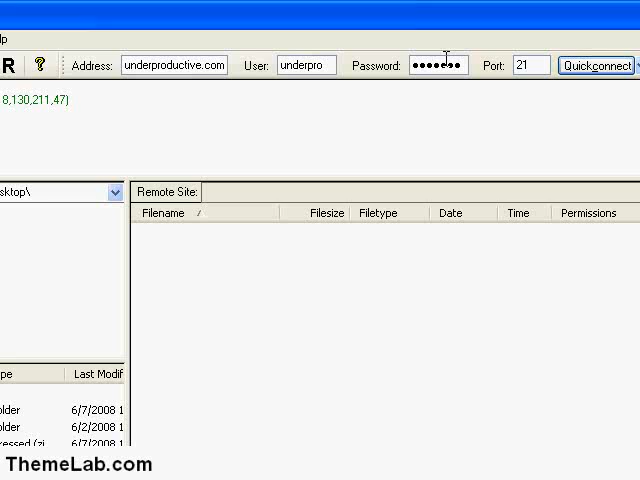 lp
R ? Address: underproductive.com User: underpro Password: ●●●●●●● Port: 21 Quickconnect
8,130,211,47)
sktop\ Remote Site:
Filename Filesize Filetype Date Time Permissions
pe Last Modif
older 6/7/2008 1
older 6/2/2008 1
ressed (zi 6/7/2008 1
ThemeLab.com